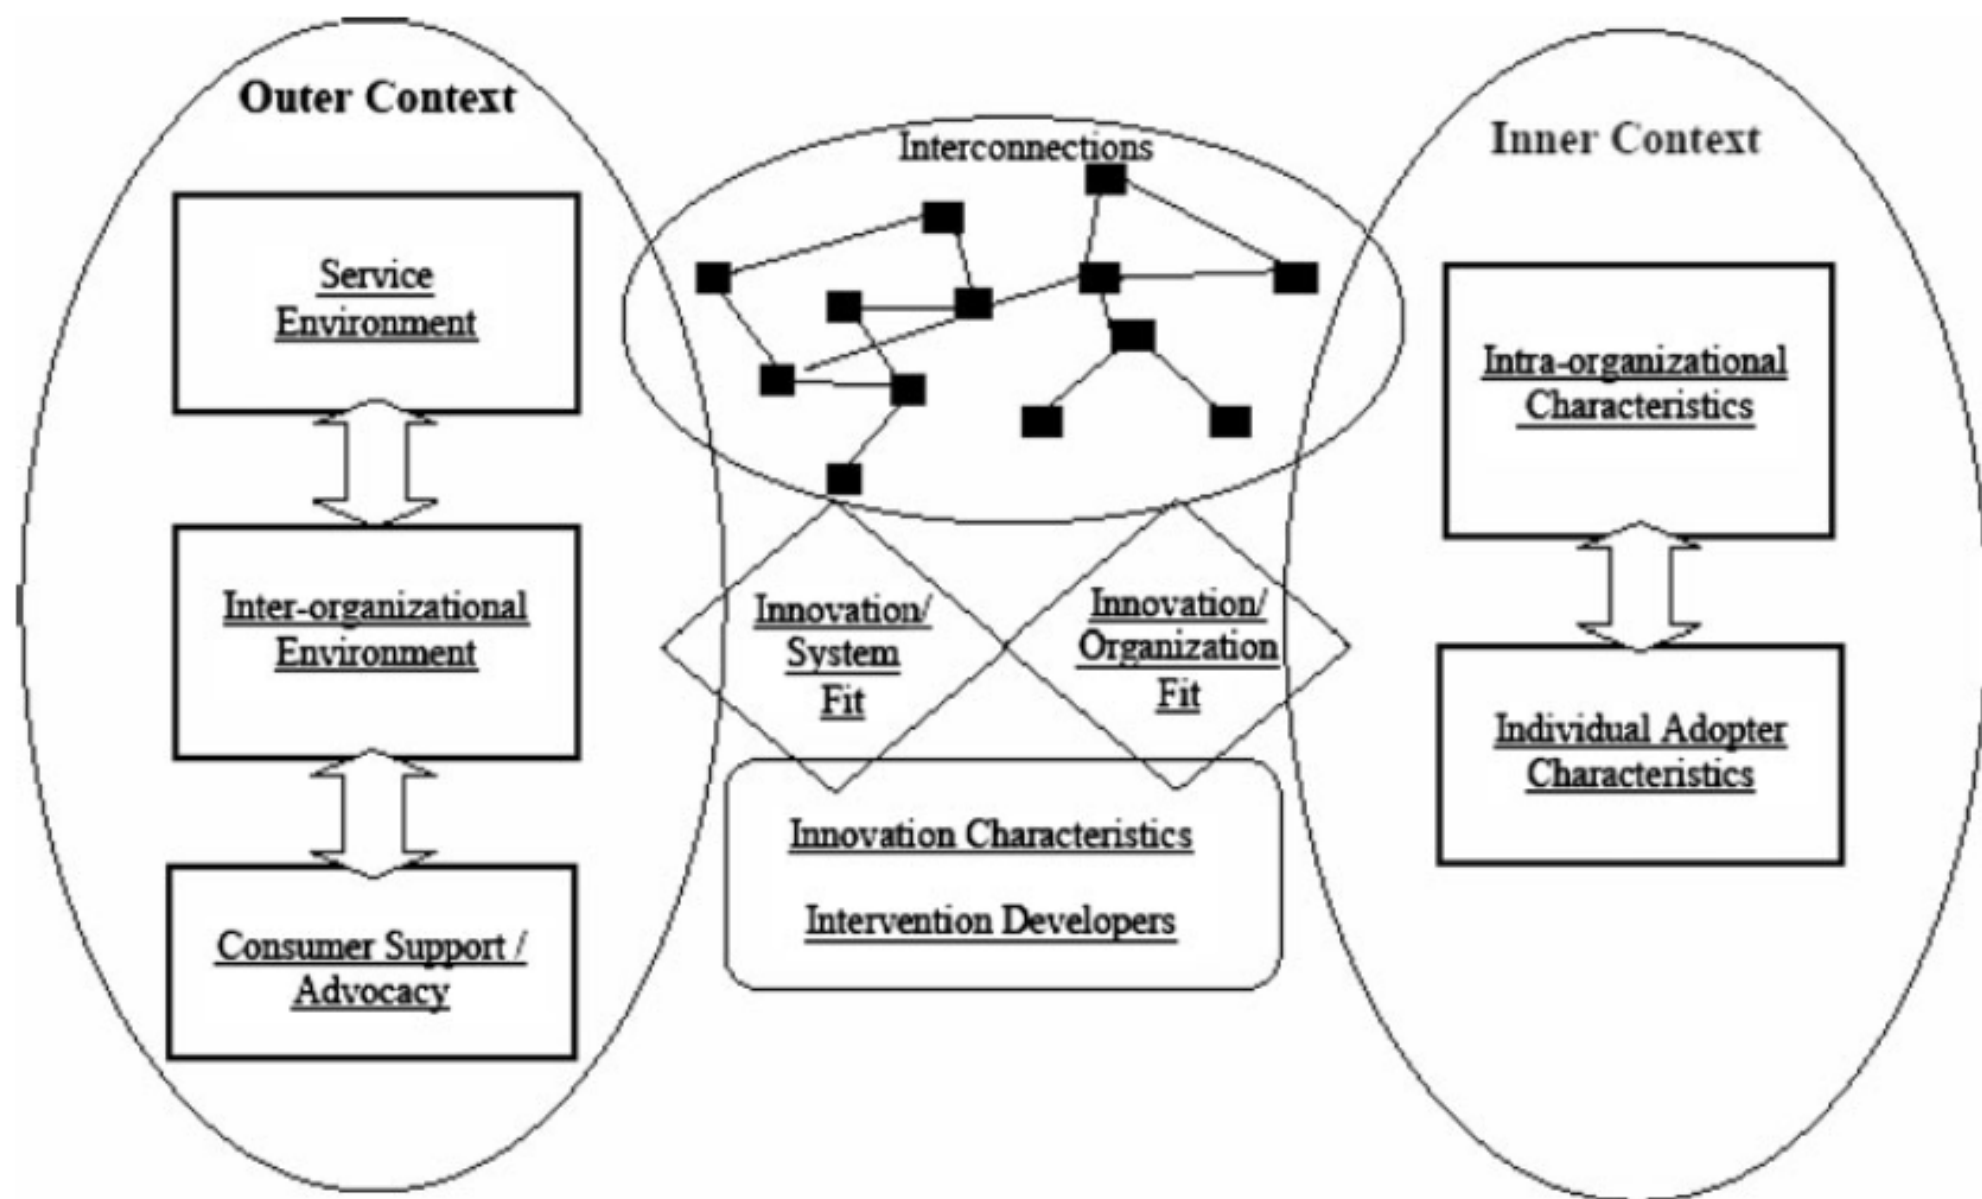 Outer Context
Service
Environment
Inter-organizational
Environment
Consumer Support /
Advocacy
Interconnections
Innovation/
System
Fit
Innovation/
Organization
Fit
Innovation Characteristics
Intervention Developers
Inner Context
Intra-organizational
Characteristics
Individual Adopter
Characteristics